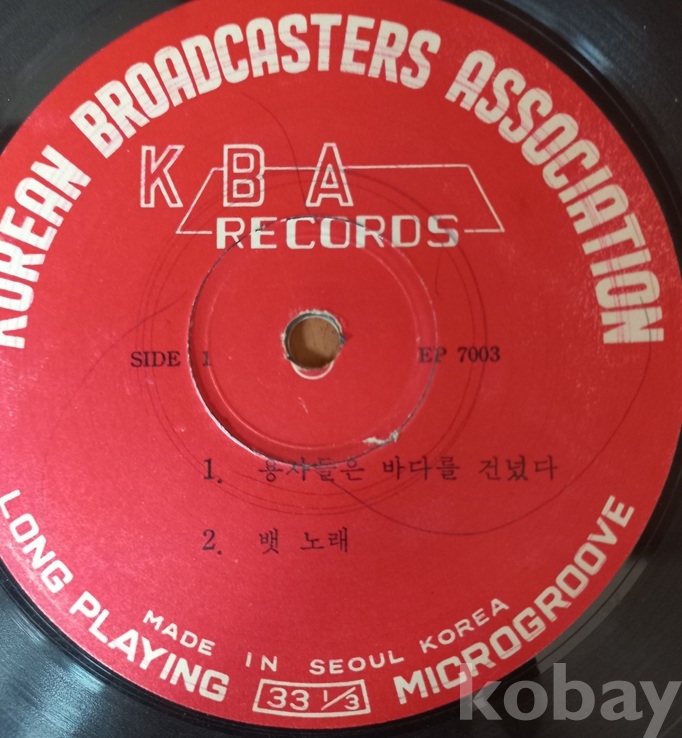 KOREAN BROADCASTERS ASSOCIATION
K B A
RECORDS
SIDE 1
EP 7003
1. 용사들은 바다를 건넜다
2. 뱃 노래
MADE IN SEOUL KOREA
LONG PLAYING 33 1/3 MICROGROOVE
kobay